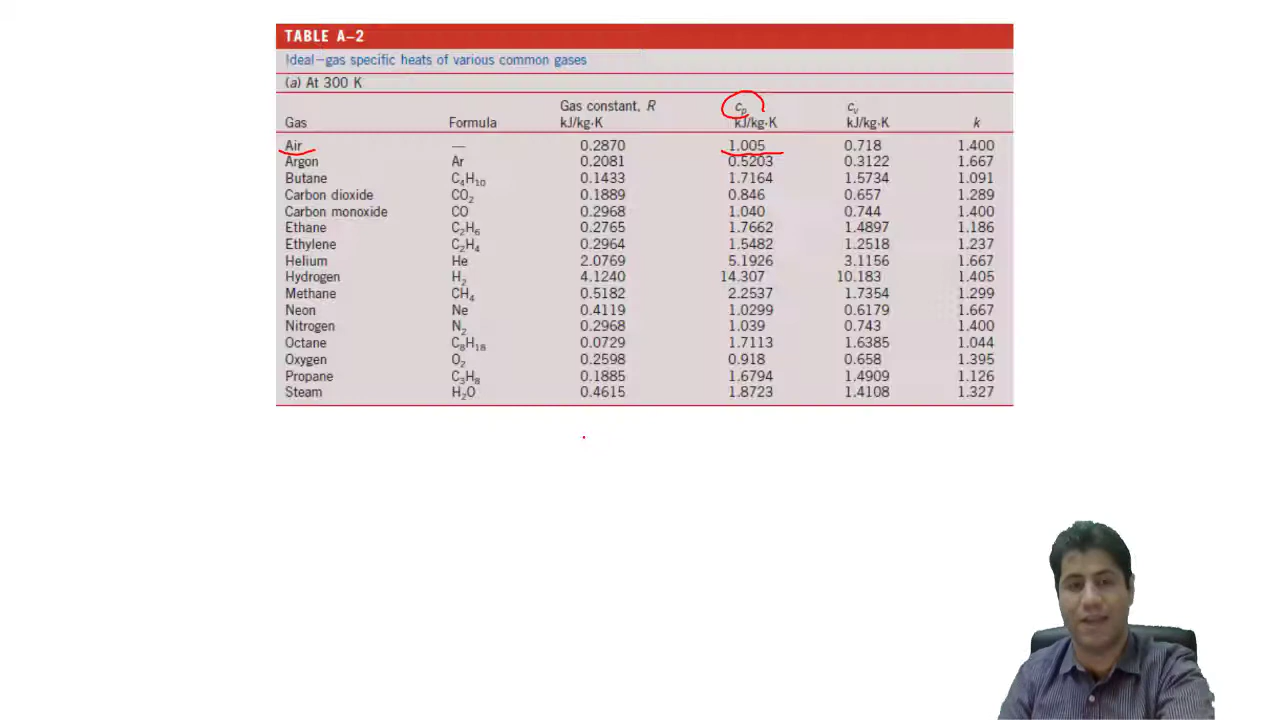 TABLE A–2
Ideal–gas specific heats of various common gases
(a) At 300 K
Gas Formula Gas constant, R kJ/kg·K cp kJ/kg·K cv kJ/kg·K k
Air — 0.2870 1.005 0.718 1.400
Argon Ar 0.2081 0.5203 0.3122 1.667
Butane C4H10 0.1433 1.7164 1.5734 1.091
Carbon dioxide CO2 0.1889 0.846 0.657 1.289
Carbon monoxide CO 0.2968 1.040 0.744 1.400
Ethane C2H6 0.2765 1.7662 1.4897 1.186
Ethylene C2H4 0.2964 1.5482 1.2518 1.237
Helium He 2.0769 5.1926 3.1156 1.667
Hydrogen H2 4.1240 14.307 10.183 1.405
Methane CH4 0.5182 2.2537 1.7354 1.299
Neon Ne 0.4119 1.0299 0.6179 1.667
Nitrogen N2 0.2968 1.039 0.743 1.400
Octane C8H18 0.0729 1.7113 1.6385 1.044
Oxygen O2 0.2598 0.918 0.658 1.395
Propane C3H8 0.1885 1.6794 1.4909 1.126
Steam H2O 0.4615 1.8723 1.4108 1.327